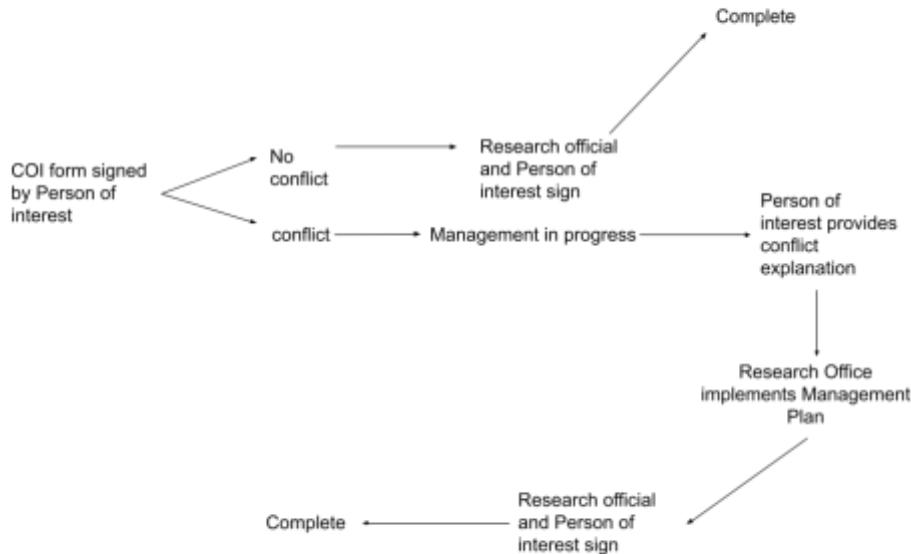 Complete
COI form signed
by Person of
interest
No
conflict
Research official
and Person of
interest sign
conflict
Management in progress
Person of
interest provides
conflict
explanation
Research Office
implements Management
Plan
Research official
and Person of
interest sign
Complete